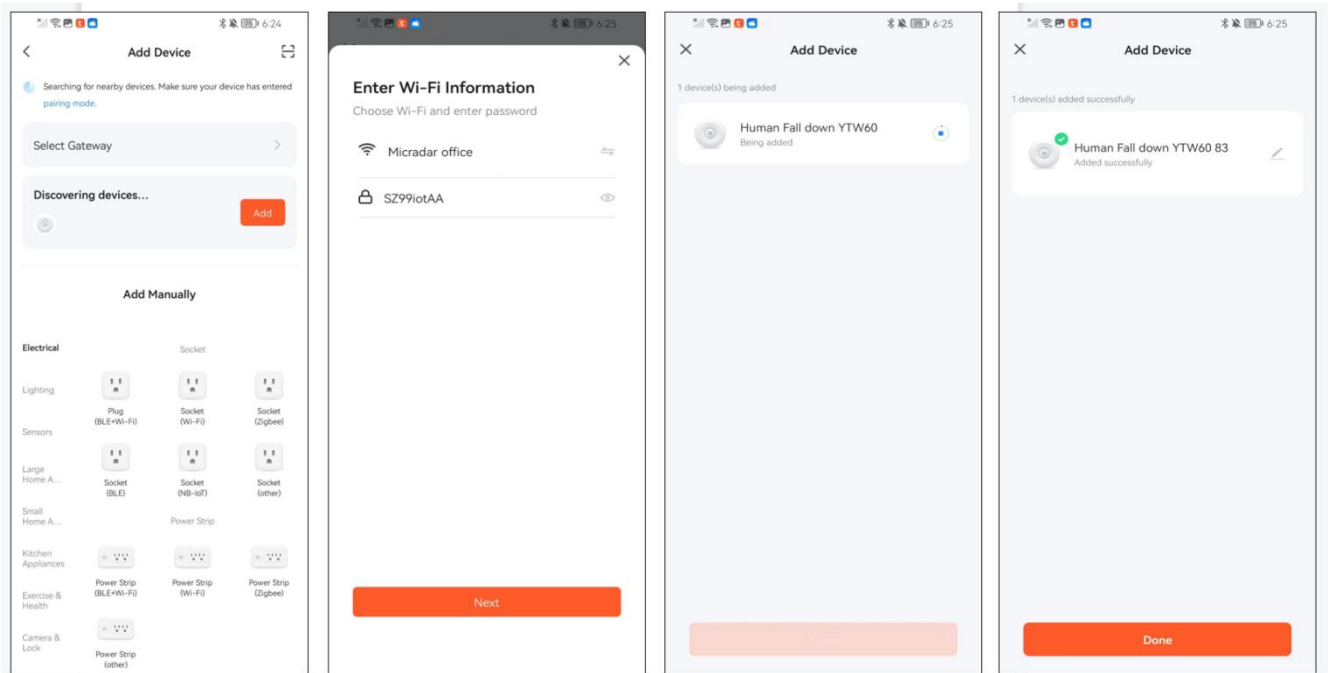 6:24
Add Device
Searching for nearby devices. Make sure your device has entered
pairing mode.
Select Gateway
Discovering devices...
Add
Add Manually
Electrical
Socket
Lighting
Plug
(BLE+Wi-Fi)
Socket
(Wi-Fi)
Socket
(Zigbee)
Sensors
Large
Home A...
Socket
(BLE)
Socket
(NB-IoT)
Socket
(other)
Small
Home A...
Power Strip
Kitchen
Appliances
Power Strip
(BLE+Wi-Fi)
Power Strip
(Wi-Fi)
Power Strip
(Zigbee)
Exercise &
Health
Camera &
Lock
Power Strip
(other)
6:25
Enter Wi-Fi Information
Choose Wi-Fi and enter password
Micradar office
SZ99iotAA
Next
6:25
Add Device
1 device(s) being added
Human Fall down YTW60
Being added
6:25
Add Device
1 device(s) added successfully
Human Fall down YTW60 83
Added successfully
Done